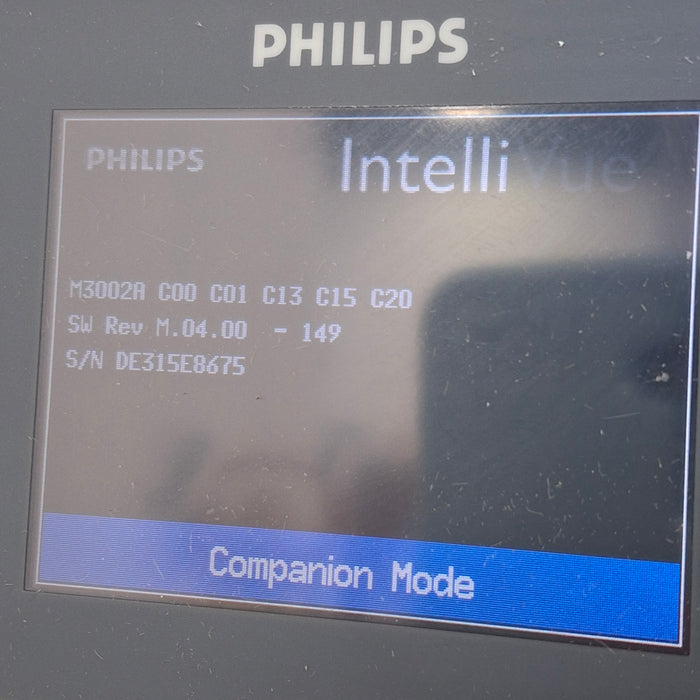 PHILIPS
PHILIPS IntelliVue
M3002A C00 C01 C13 C15 C20
SW Rev M.04.00 - 149
S/N DE315E8675
Companion Mode